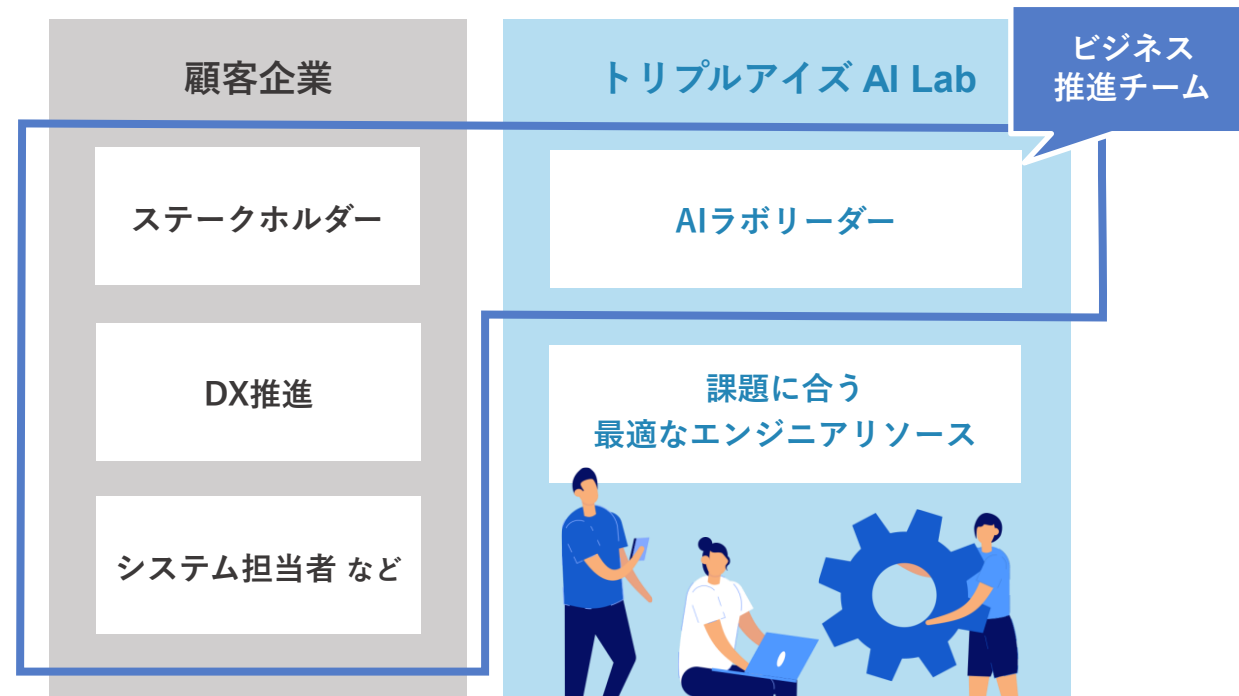 顧客企業
トリプルアイズ AI Lab
ビジネス
推進チーム
ステークホルダー
AIラボリーダー
DX推進
課題に合う
最適なエンジニアリソース
システム担当者 など